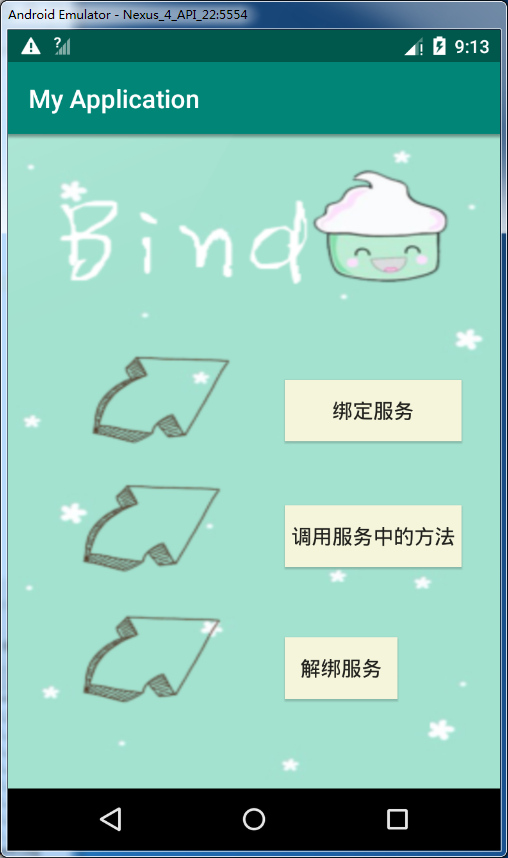 Android Emulator - Nexus_4_API_22:5554
9:13
My Application
Bind
绑定服务
调用服务中的方法
解绑服务